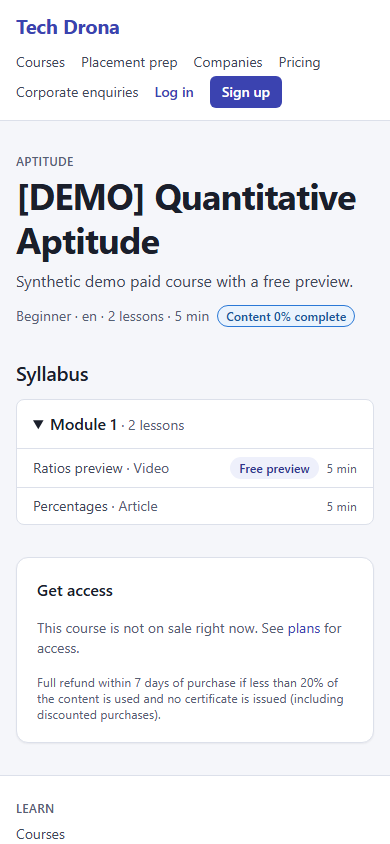 Tech Drona
Courses Placement prep Companies Pricing
Corporate enquiries Log in Sign up
APTITUDE
[DEMO] Quantitative
Aptitude
Synthetic demo paid course with a free preview.
Beginner · en · 2 lessons · 5 min Content 0% complete
Syllabus
▼ Module 1 · 2 lessons
Ratios preview · Video Free preview 5 min
Percentages · Article 5 min
Get access
This course is not on sale right now. See plans for
access.
Full refund within 7 days of purchase if less than 20% of
the content is used and no certificate is issued (including
discounted purchases).
LEARN
Courses